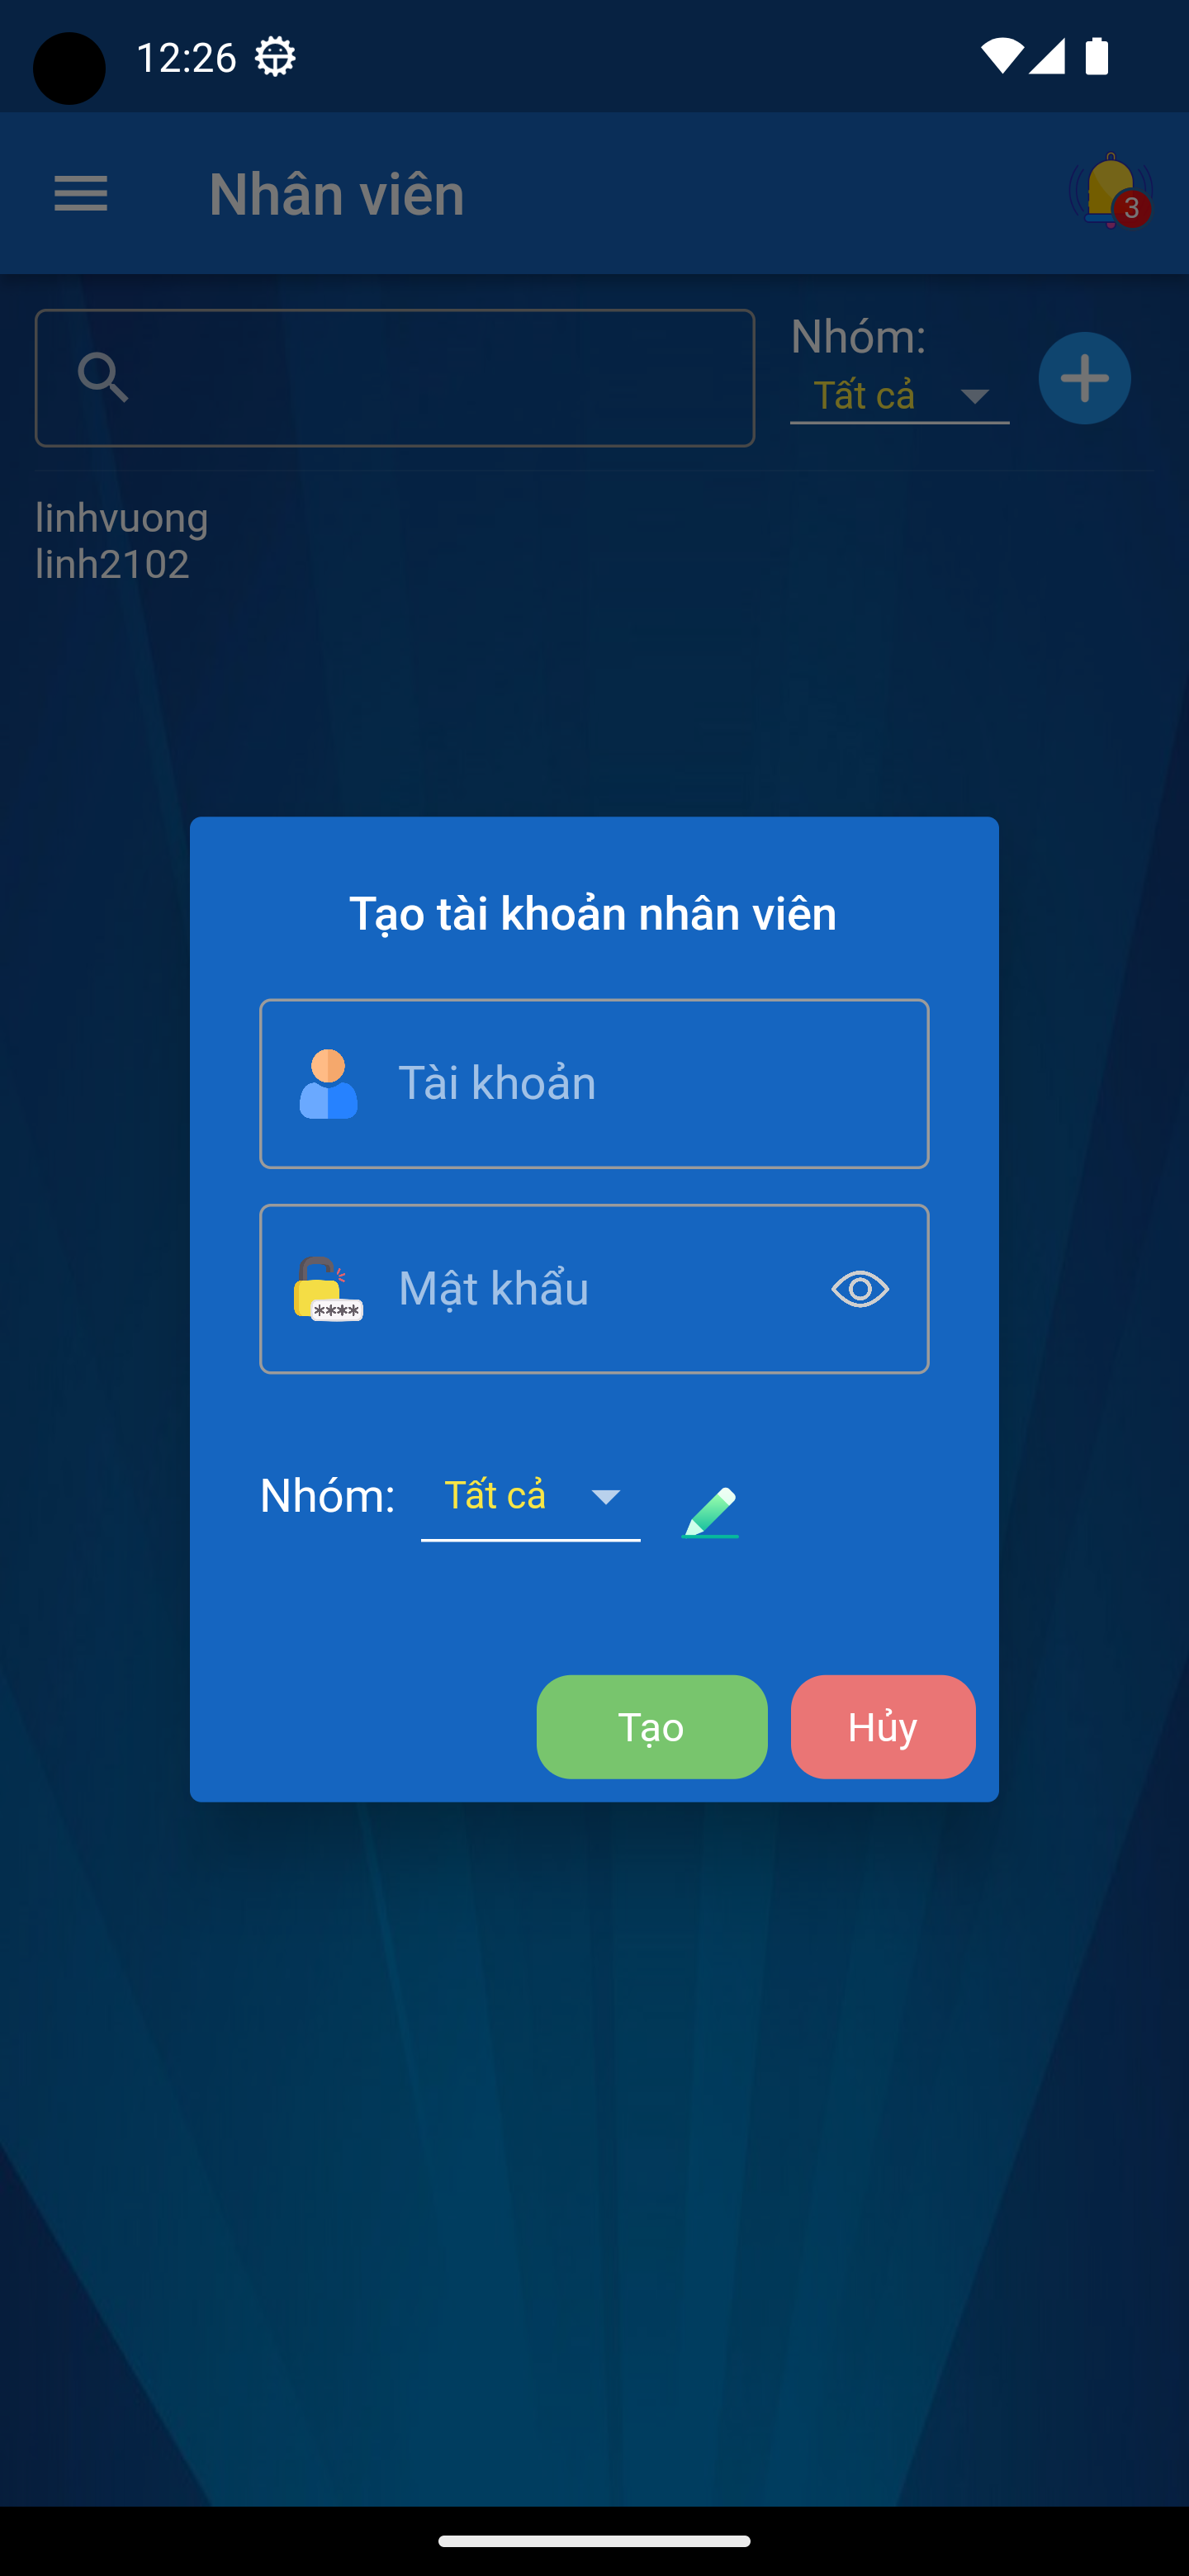 12:26
Nhân viên
3
Nhóm:
Tất cả
linhvuong
linh2102
Tạo tài khoản nhân viên
Tài khoản
****
Mật khẩu
Nhóm:
Tất cả
Tạo
Hủy